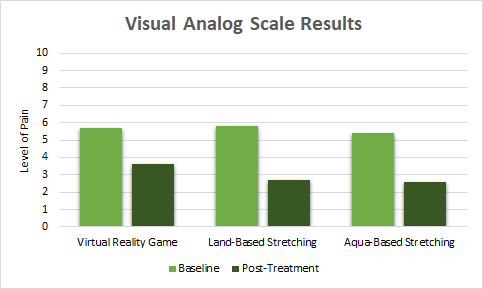 Visual Analog Scale Results
Level of Pain
10
9
8
7
6
5
4
3
2
1
0
Virtual Reality Game
Land-Based Stretching
Aqua-Based Stretching
Baseline
Post-Treatment